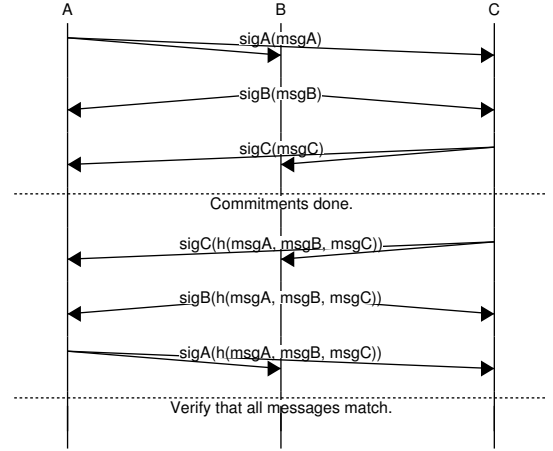 A B C
sigA(msgA)
sigB(msgB)
sigC(msgC)
Commitments done.
sigC(h(msgA, msgB, msgC))
sigB(h(msgA, msgB, msgC))
sigA(h(msgA, msgB, msgC))
Verify that all messages match.